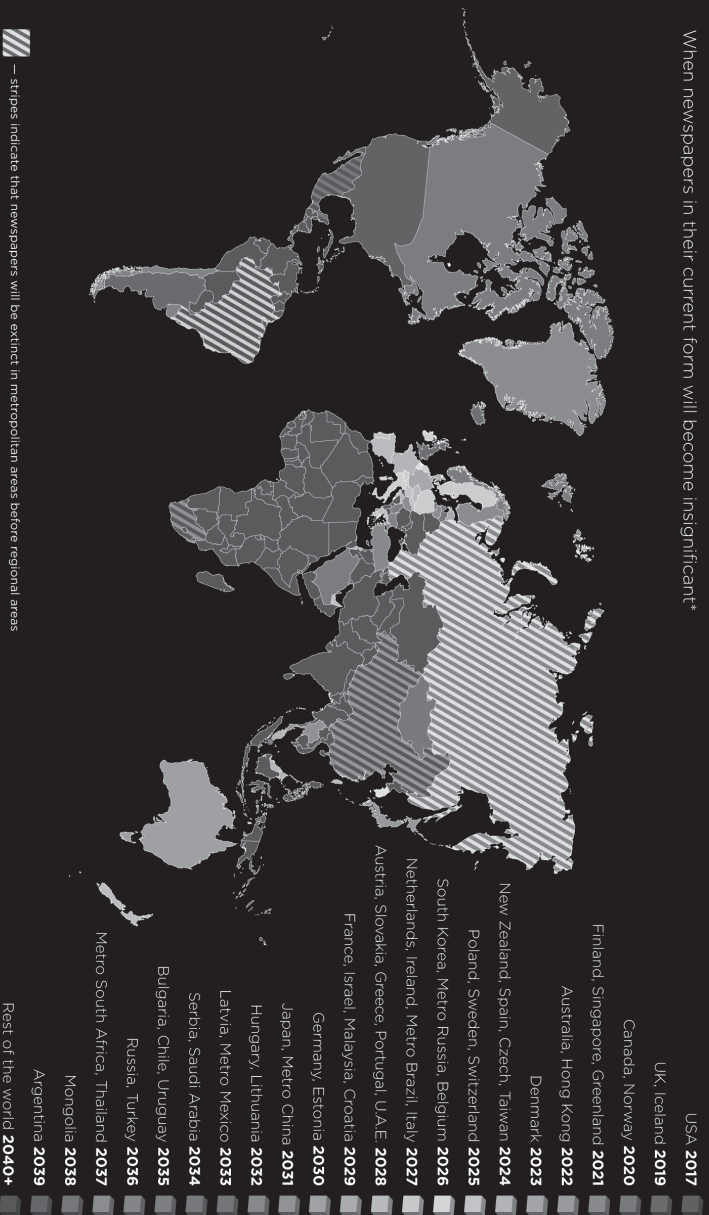 When newspapers in their current form will become insignificant*
USA 2017
UK, Iceland 2019
Canada, Norway 2020
Finland, Singapore, Greenland 2021
Australia, Hong Kong 2022
Denmark 2023
New Zealand, Spain, Czech, Taiwan 2024
Poland, Sweden, Switzerland 2025
South Korea, Metro Russia, Belgium 2026
Netherlands, Ireland, Metro Brazil, Italy 2027
Austria, Slovakia, Greece, Portugal, U.A.E. 2028
France, Israel, Malaysia, Croatia 2029
Germany, Estonia 2030
Japan, Metro China 2031
Hungary, Lithuania 2032
Latvia, Metro Mexico 2033
Serbia, Saudi Arabia 2034
Bulgaria, Chile, Uruguay 2035
Russia, Turkey 2036
Metro South Africa, Thailand 2037
Mongolia 2038
Argentina 2039
Rest of the world 2040+
— stripes indicate that newspapers will be extinct in metropolitan areas before regional areas